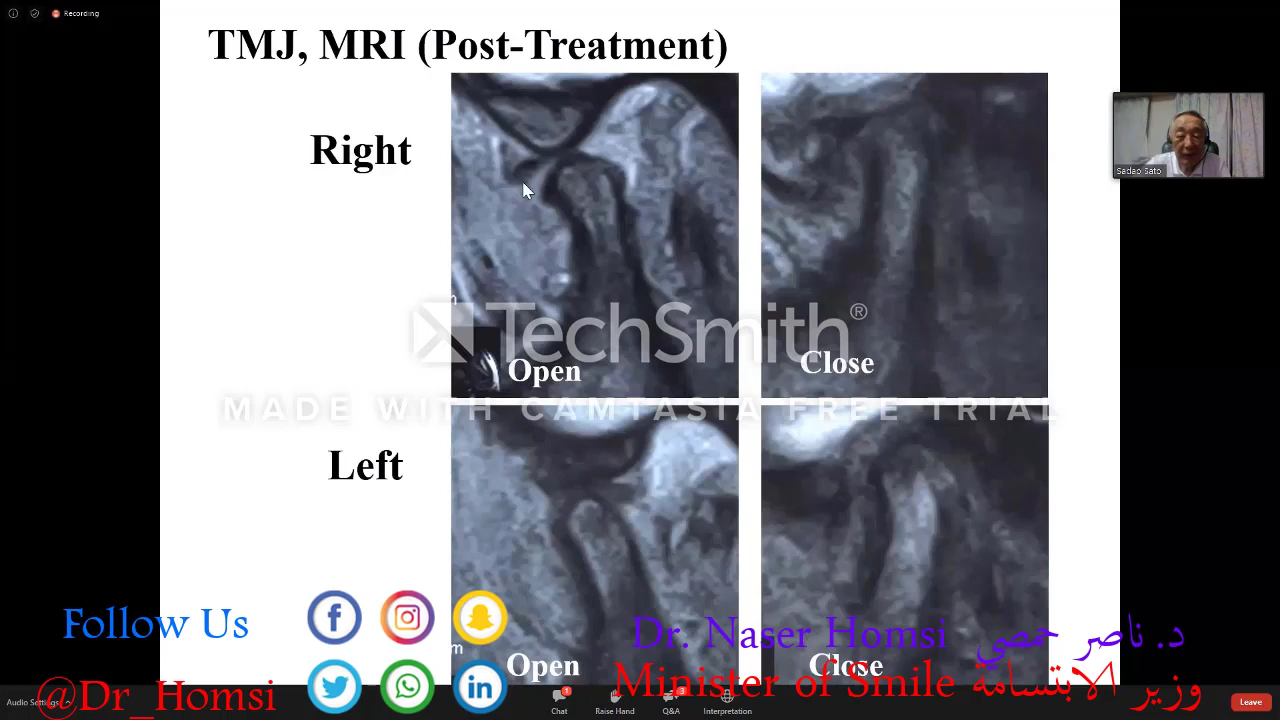 Recording
TMJ, MRI (Post-Treatment)
Right
Sadao Sato
m
TechSmith®
Open
Close
MADE WITH CAMTASIA FREE TRIAL
Left
Follow Us
Dr. Naser Homsi د. ناصر حمصي
m
Open
Close
@Dr_Homsi
Minister of Smile وزير الابتسامة
Audio Settings
Chat
1
Raise Hand
Q&A
3
Interpretation
Leave